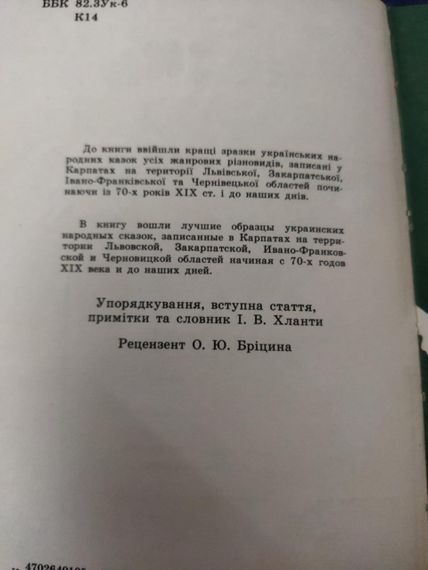 ББК 82.3Ук-6
К14
До книги ввійшли кращі зразки українських на-
родних казок усіх жанрових різновидів, записані у
Карпатах на території Львівської, Закарпатської,
Івано-Франківської та Чернівецької областей почи-
наючи із 70-х років XIX ст. і до наших днів.
В книгу вошли лучшие образцы украинских
народных сказок, записанные в Карпатах на терри-
тории Львовской, Закарпатской, Ивано-Франков-
ской и Черновицкой областей начиная с 70-х годов
XIX века и до наших дней.
Упорядкування, вступна стаття,
примітки та словник І. В. Хланти
Рецензент О. Ю. Бріцина